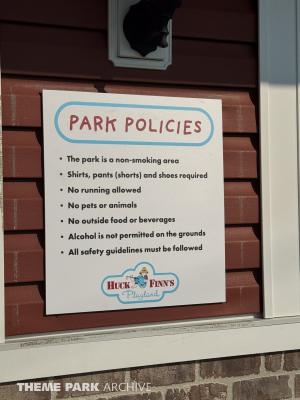 PARK POLICIES
• The park is a non-smoking area
• Shirts, pants (shorts) and shoes required
• No running allowed
• No pets or animals
• No outside food or beverages
• Alcohol is not permitted on the grounds
• All safety guidelines must be followed
HUCK FINN'S
Playland
THEME PARK ARCHIVE